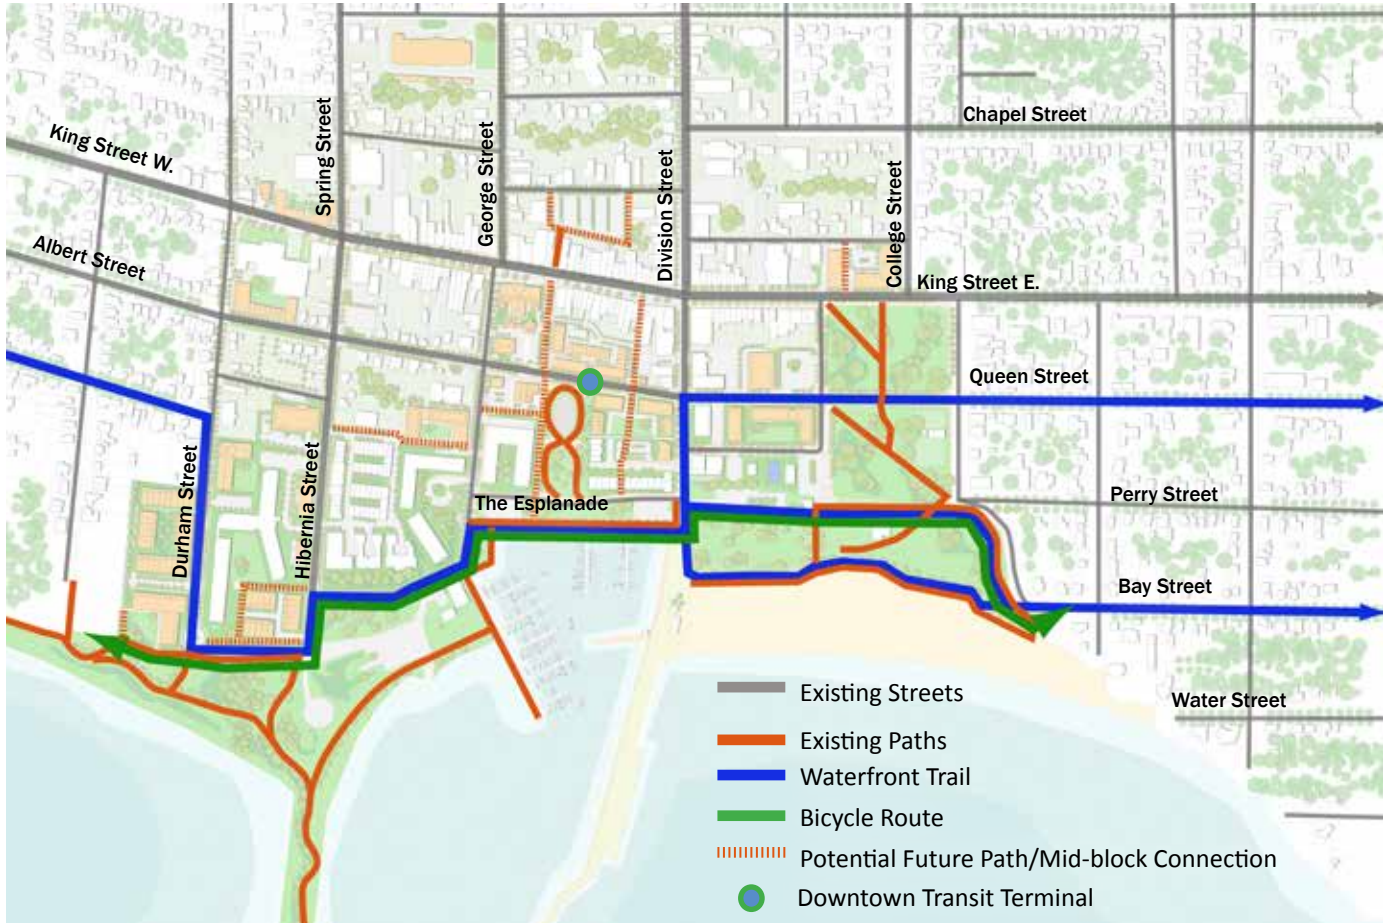 Chapel Street
King Street W.
Spring Street
George Street
Division Street
College Street
Albert Street
King Street E.
Queen Street
Durham Street
Hibernia Street
The Esplanade
Perry Street
Bay Street
Water Street
Existing Streets
Existing Paths
Waterfront Trail
Bicycle Route
Potential Future Path/Mid-block Connection
Downtown Transit Terminal